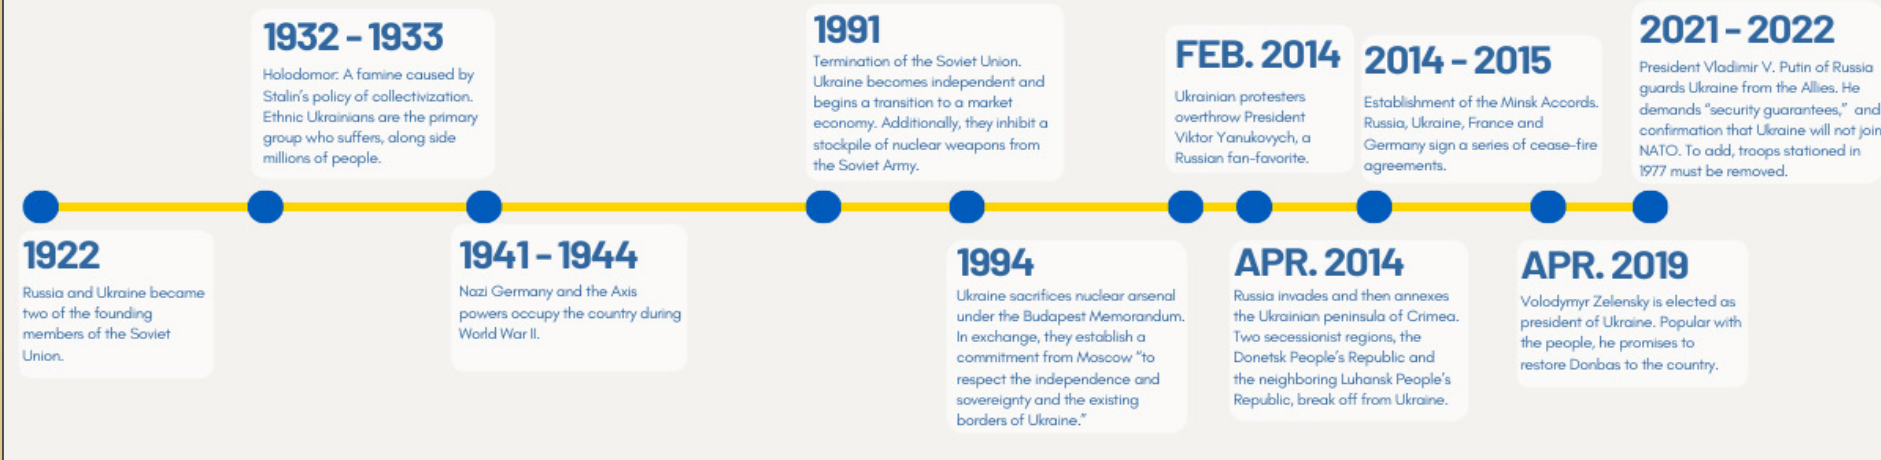 1932 - 1933
Holodomor: A famine caused by
Stalin's policy of collectivization.
Ethnic Ukrainians are the primary
group who suffers, along side
millions of people.
1991
Termination of the Soviet Union.
Ukraine becomes independent and
begins a transition to a market
economy. Additionally, they inhibit a
stockpile of nuclear weapons from
the Soviet Army.
FEB. 2014
Ukrainian protesters
overthrow President
Viktor Yanukovych, a
Russian fan-favorite.
2014 - 2015
Establishment of the Minsk Accords.
Russia, Ukraine, France and
Germany sign a series of cease-fire
agreements.
2021 - 2022
President Vladimir V. Putin of Russia
guards Ukraine from the Allies. He
demands "security guarantees," and
confirmation that Ukraine will not join
NATO. To add, troops stationed in
1977 must be removed.
1922
Russia and Ukraine became
two of the founding
members of the Soviet
Union.
1941 - 1944
Nazi Germany and the Axis
powers occupy the country during
World War II.
1994
Ukraine sacrifices nuclear arsenal
under the Budapest Memorandum.
In exchange, they establish a
commitment from Moscow "to
respect the independence and
sovereignty and the existing
borders of Ukraine."
APR. 2014
Russia invades and then annexes
the Ukrainian peninsula of Crimea.
Two secessionist regions, the
Donetsk People's Republic and
the neighboring Luhansk People's
Republic, break off from Ukraine.
APR. 2019
Volodymyr Zelensky is elected as
president of Ukraine. Popular with
the people, he promises to
restore Donbas to the country.